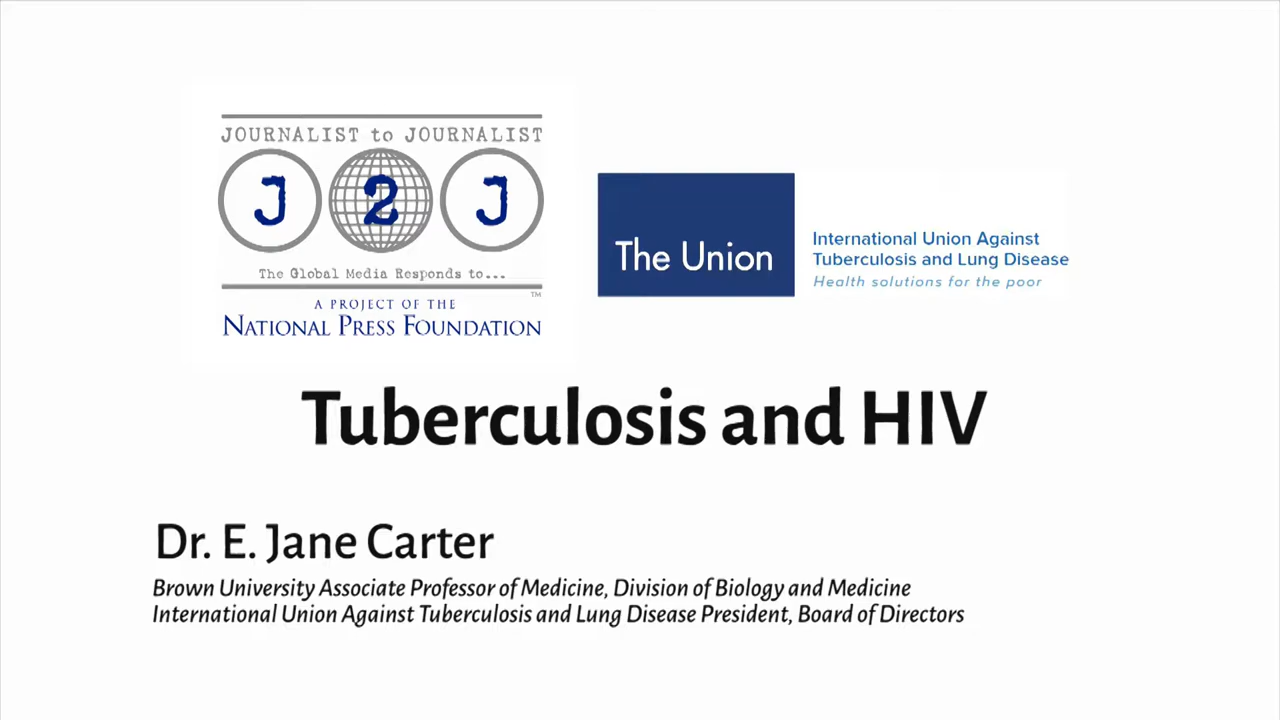 JOURNALIST to JOURNALIST
J 2 J
The Global Media Responds to...
TM
A PROJECT OF THE
NATIONAL PRESS FOUNDATION
The Union
International Union Against
Tuberculosis and Lung Disease
Health solutions for the poor
Tuberculosis and HIV
Dr. E. Jane Carter
Brown University Associate Professor of Medicine, Division of Biology and Medicine
International Union Against Tuberculosis and Lung Disease President, Board of Directors